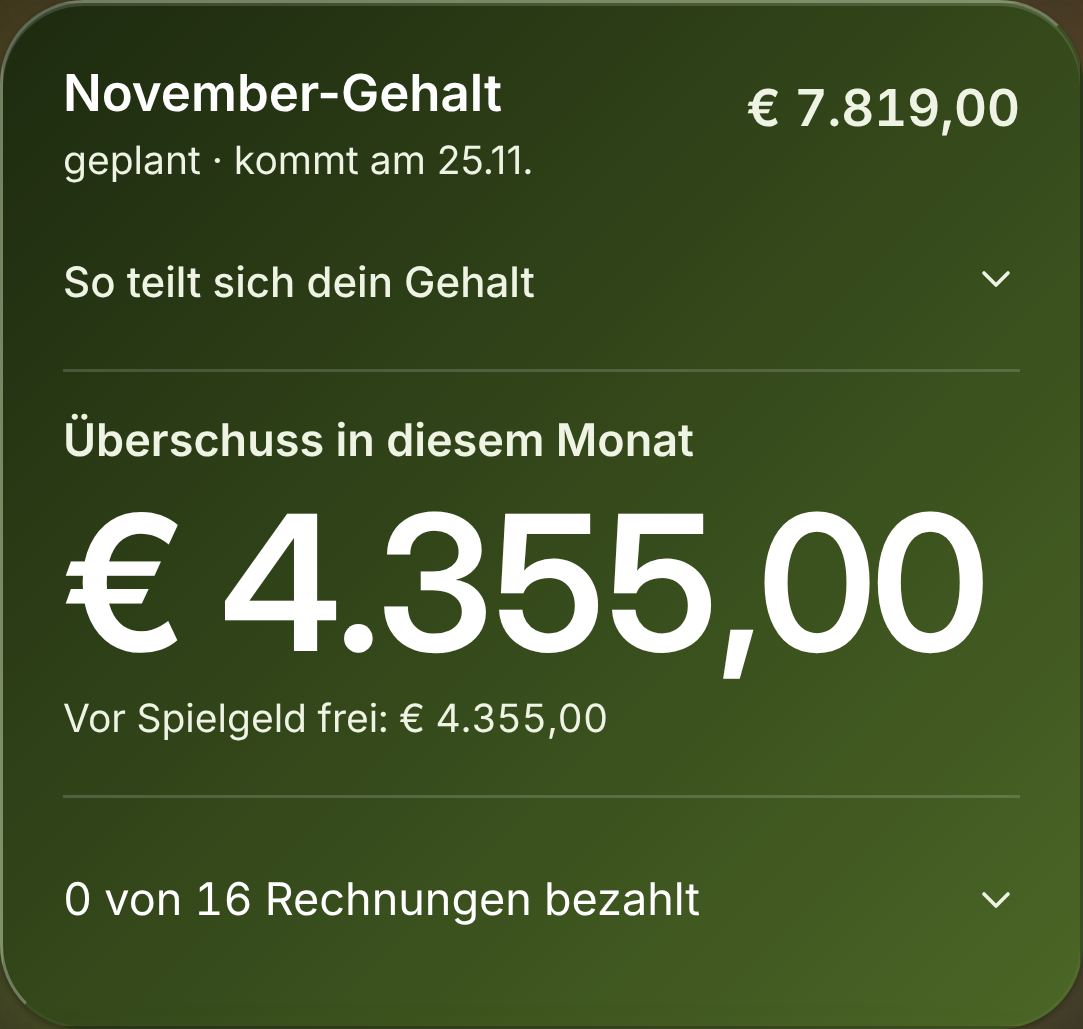 November-Gehalt
€ 7.819,00
geplant · kommt am 25.11.
So teilt sich dein Gehalt
Überschuss in diesem Monat
€ 4.355,00
Vor Spielgeld frei: € 4.355,00
0 von 16 Rechnungen bezahlt